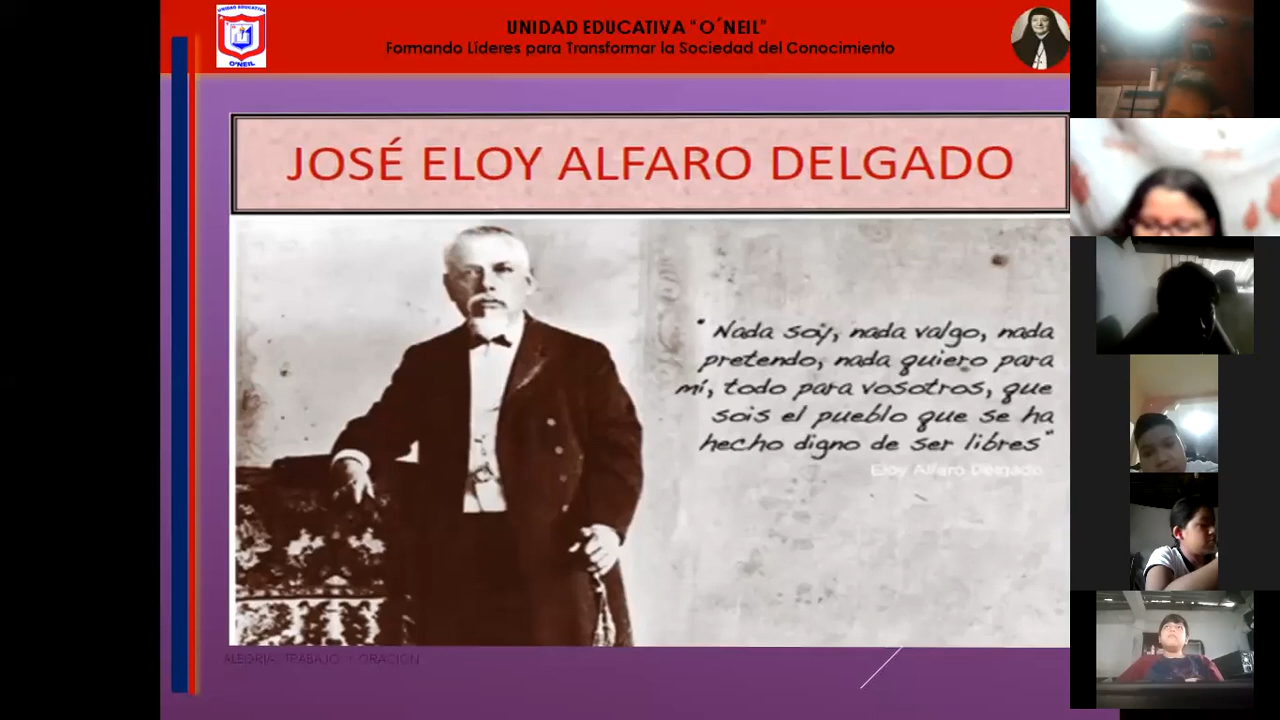 UNIDAD EDUCATIVA
O'NEIL
UNIDAD EDUCATIVA “O´NEIL”
Formando Líderes para Transformar la Sociedad del Conocimiento
JOSÉ ELOY ALFARO DELGADO
“Nada soy, nada valgo, nada
pretendo, nada quiero para
mí, todo para vosotros, que
sois el pueblo que se ha
hecho digno de ser libres”
Eloy Alfaro Delgado
ALEGRIA- TRABAJO - ORACION